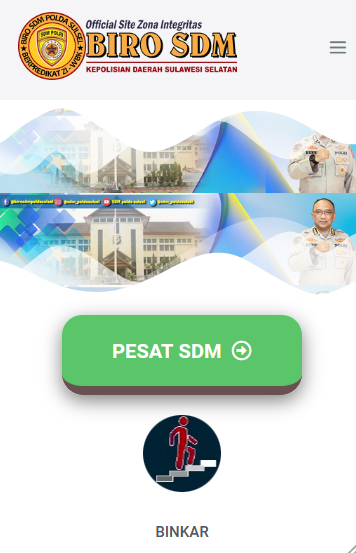 BIRO SDM POLDA SULSEL
SDM POLRI
BERPREDIKAT ZI - WBK
Official Site Zona Integritas
BIRO SDM
KEPOLISIAN DAERAH SULAWESI SELATAN
PESAT SDM
BINKAR